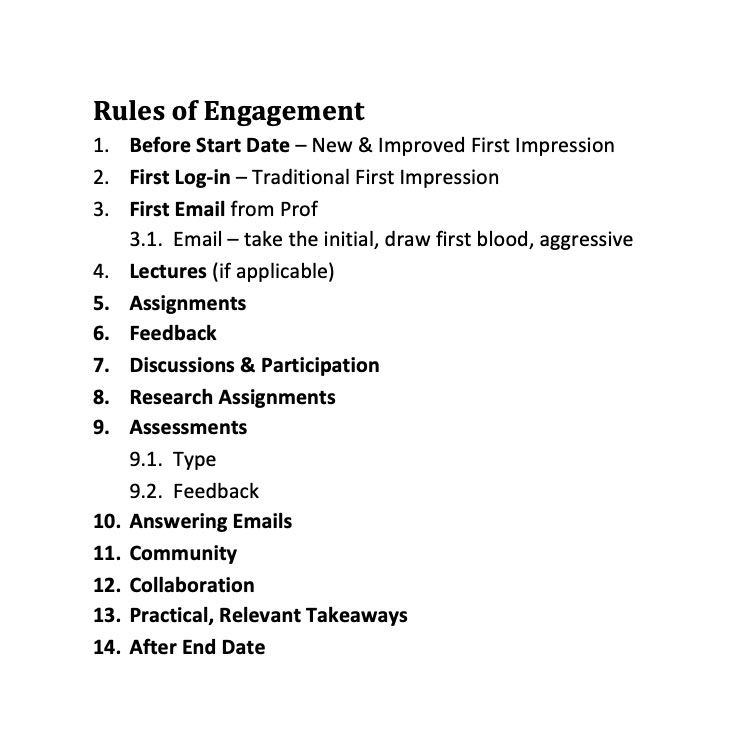 Rules of Engagement
1. Before Start Date – New & Improved First Impression
2. First Log-in – Traditional First Impression
3. First Email from Prof
3.1. Email – take the initial, draw first blood, aggressive
4. Lectures (if applicable)
5. Assignments
6. Feedback
7. Discussions & Participation
8. Research Assignments
9. Assessments
9.1. Type
9.2. Feedback
10. Answering Emails
11. Community
12. Collaboration
13. Practical, Relevant Takeaways
14. After End Date